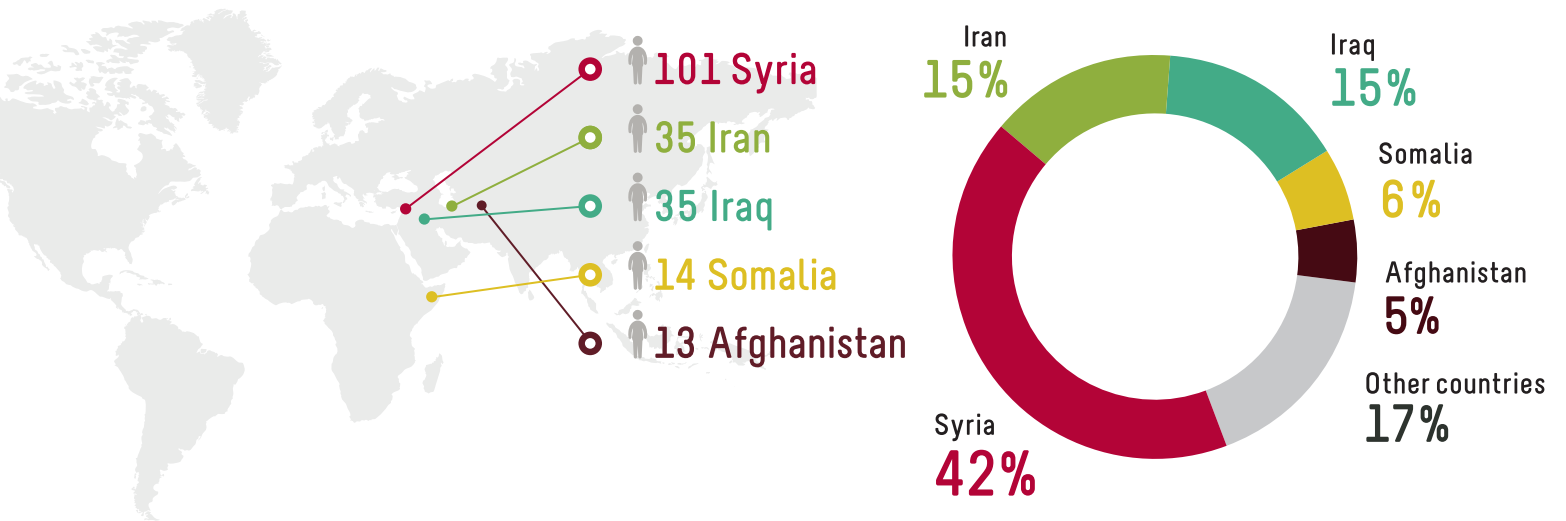 101 Syria
35 Iran
35 Iraq
14 Somalia
13 Afghanistan
Iran
15%
Iraq
15%
Somalia
6%
Afghanistan
5%
Other countries
17%
Syria
42%